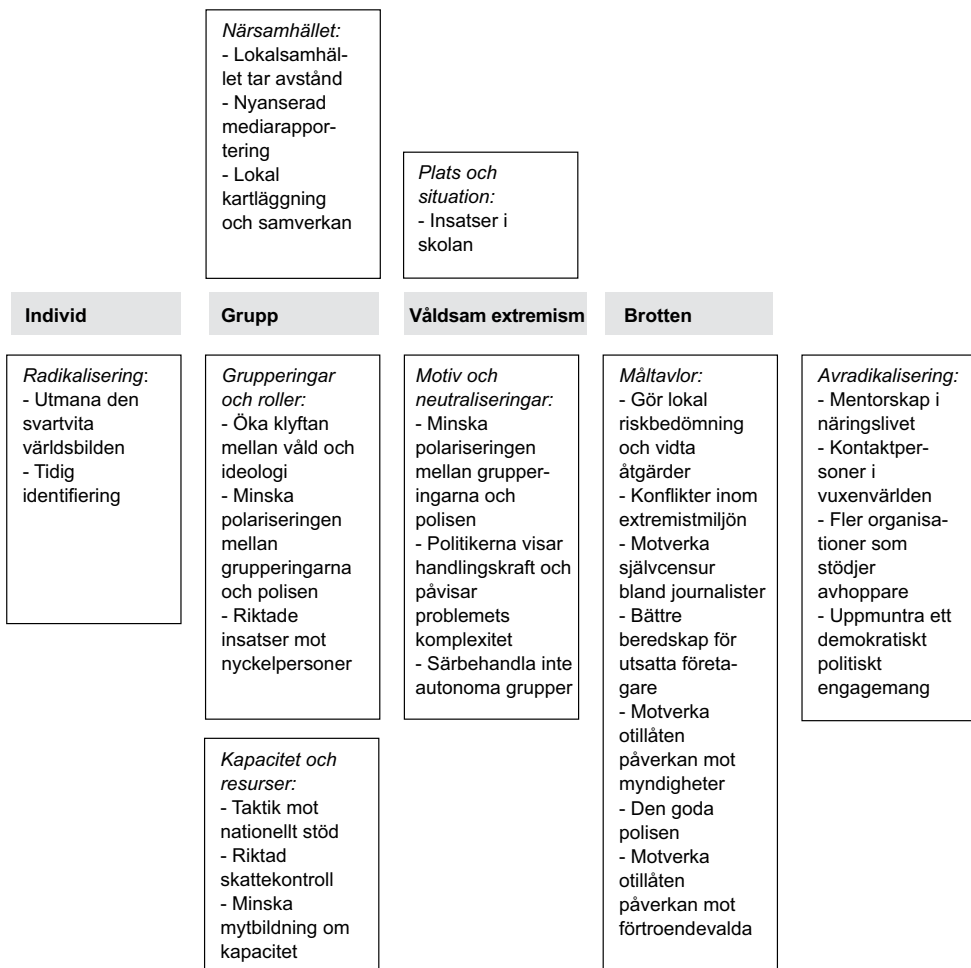 Närsamhället:
- Lokalsamhäl-
let tar avstånd
- Nyanserad
mediarappor-
tering
- Lokal
kartläggning
och samverkan
Plats och
situation:
- Insatser i
skolan
Individ
Grupp
Våldsam extremism
Brotten
Radikalisering:
- Utmana den
svartvita
världsbilden
- Tidig
identifiering
Grupperingar
och roller:
- Öka klyftan
mellan våld och
ideologi
- Minska
polariseringen
mellan
grupperingarna
och polisen
- Riktade
insatser mot
nyckelpersoner
Kapacitet och
resurser:
- Taktik mot
nationellt stöd
- Riktad
skattekontroll
- Minska
mytbildning om
kapacitet
Motiv och
neutraliseringar:
- Minska
polariseringen
mellan grupper-
ingarna och
polisen
- Politikerna visar
handlingskraft och
påvisar
problemets
komplexitet
- Särbehandla inte
autonoma grupper
Måltavlor:
- Gör lokal
riskbedömning
och vidta
åtgärder
- Konflikter inom
extremistmiljön
- Motverka
självcensur
bland journalister
- Bättre
beredskap för
utsatta företa-
gare
- Motverka
otillåten
påverkan mot
myndigheter
- Den goda
polisen
- Motverka
otillåten
påverkan mot
förtroendevalda
Avradikalisering:
- Mentorskap i
näringslivet
- Kontaktper-
soner i
vuxenvärlden
- Fler organisa-
tioner som
stödjer
avhoppare
- Uppmuntra ett
demokratiskt
politiskt
engagemang